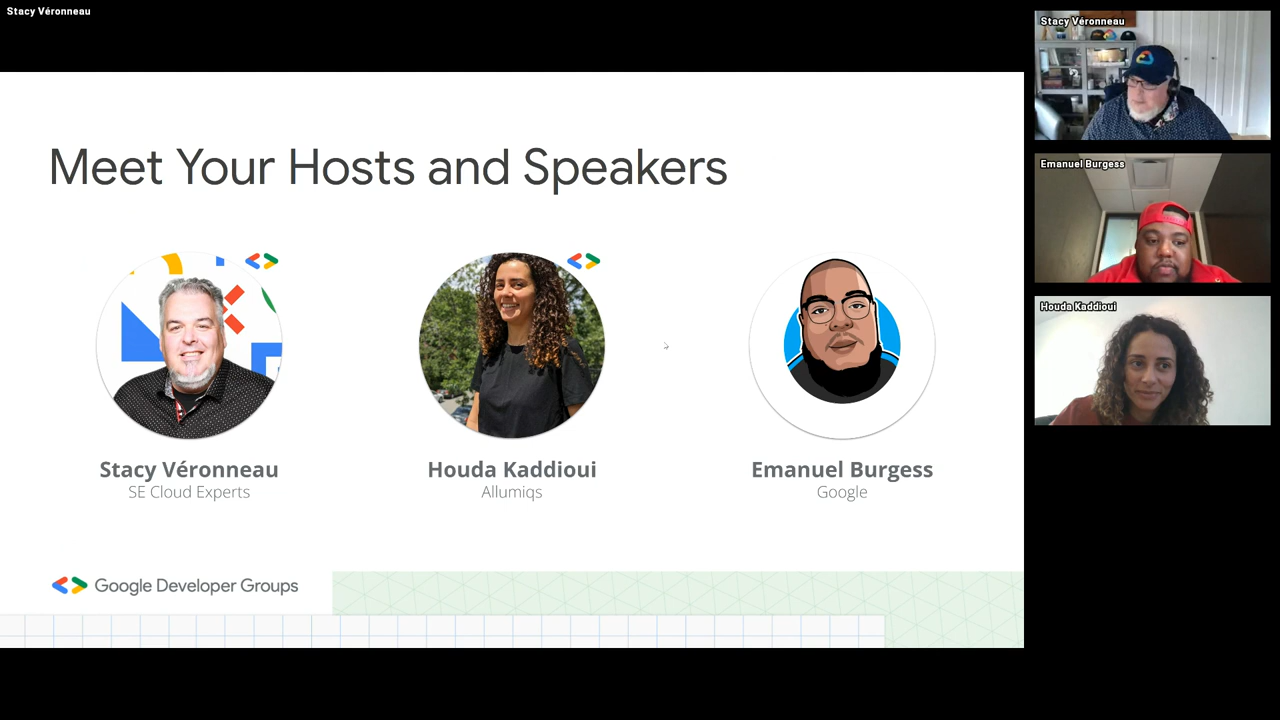 Stacy Véronneau
Meet Your Hosts and Speakers
Stacy Véronneau
SE Cloud Experts
Houda Kaddioui
Allumiqs
Emanuel Burgess
Google
Google Developer Groups
Stacy Véronneau
Emanuel Burgess
Houda Kaddioui